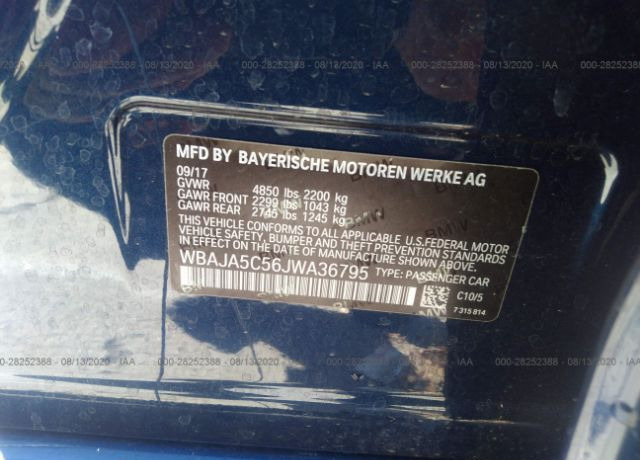 000-28252388 - 08/13/2020 - IAA 000-28252388 - 08/13/2020 - IAA 000-28252388 - 08/13/2020 - IAA
MFD BY BAYERISCHE MOTOREN WERKE AG
09/17
GVWR 4850 lbs 2200 kg
GAWR FRONT 2299 lbs 1043 kg
GAWR REAR 2745 lbs 1245 kg
THIS VEHICLE CONFORMS TO ALL APPLICABLE U.S.FEDERAL MOTOR
VEHICLE SAFETY, BUMPER AND THEFT PREVENTION STANDARDS
IN EFFECT ON THE DATE OF MANUFACTURE SHOWN ABOVE.
WBAJA5C56JWA36795 TYPE: PASSENGER CAR
C10/5
7 315 814
000-28252388 - 08/13/2020 - IAA 000-28252388 - 08/13/2020 - IAA 000-28252388 - 08/13/2020 - IAA